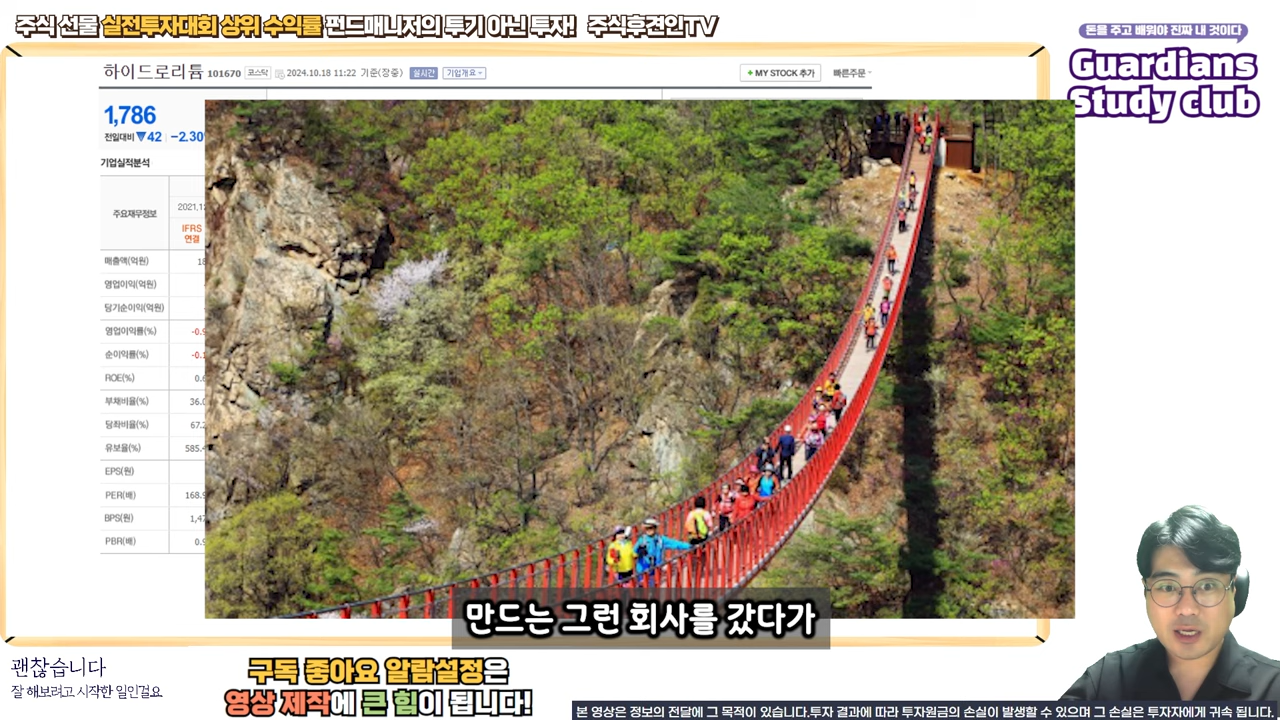 주식 선물 실전투자대회 상위 수익률 펀드매니저의 투기 아닌 투자! 주식후견인TV
돈을 주고 배워야 진짜 내 것이다
Guardians
Study club
하이드로리튬 101670 코스닥 2024.10.18 11:22 기준(장중) 실시간 기업개요
+ MY STOCK 추가 빠른주문
1,786
전일대비 ▼42 -2.30
기업실적분석
주요재무정보
IFRS
연결
매출액(억원)
영업이익(억원)
당기순이익(억원)
영업이익률(%)
순이익률(%)
ROE(%)
부채비율(%)
당좌비율(%)
유보율(%)
EPS(원)
PER(배)
BPS(원)
PBR(배)
만드는 그런 회사를 갔다가
괜찮습니다
잘 해보려고 시작한 일인걸요
구독 좋아요 알람설정은
영상 제작에 큰 힘이 됩니다!
본 영상은 정보의 전달에 그 목적이 있습니다.투자 결과에 따라 투자원금의 손실이 발생할 수 있으며 그 손실은 투자자에게 귀속 됩니다.